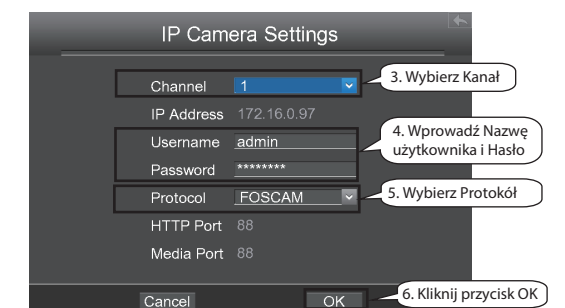 IP Camera Settings
Channel 1
3. Wybierz Kanał
IP Address 172.16.0.97
Username admin
4. Wprowadź Nazwę
użytkownika i Hasło
Password ********
Protocol FOSCAM
5. Wybierz Protokół
HTTP Port 88
Media Port 88
Cancel OK
6. Kliknij przycisk OK